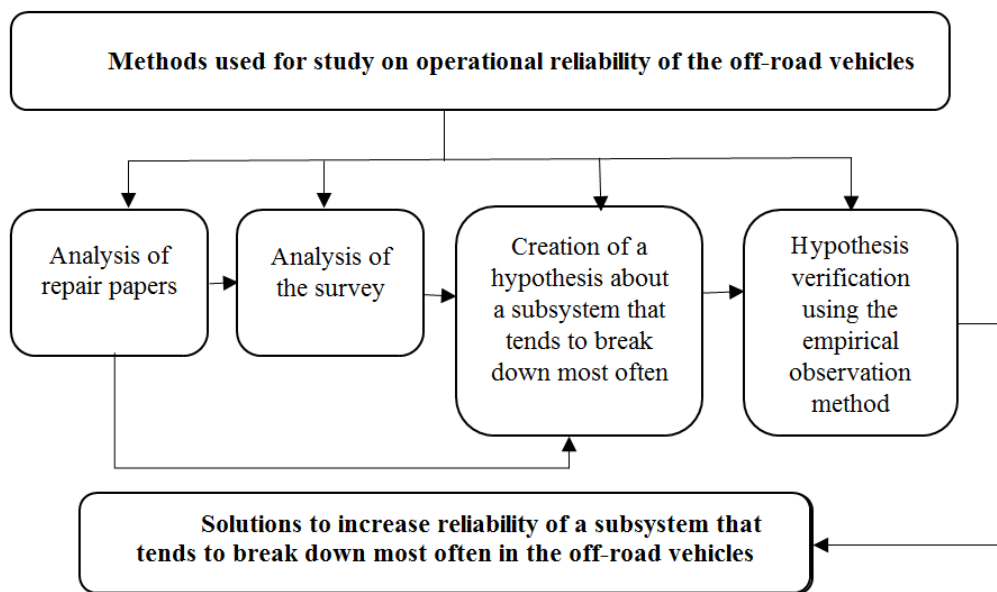 Methods used for study on operational reliability of the off-road vehicles
Analysis of
repair papers
Analysis of
the survey
Creation of a
hypothesis about
a subsystem that
tends to break
down most often
Hypothesis
verification
using the
empirical
observation
method
Solutions to increase reliability of a subsystem that
tends to break down most often in the off-road vehicles